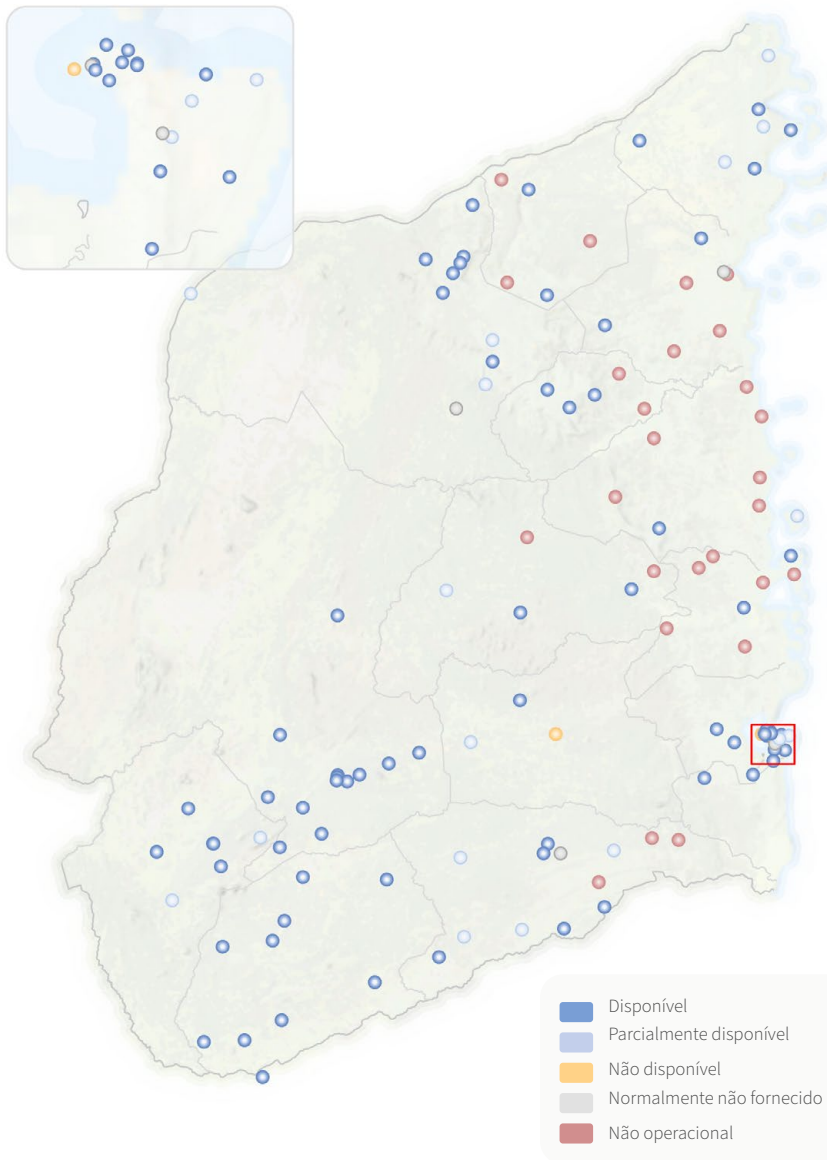 Disponível
Parcialmente disponível
Não disponível
Normalmente não fornecido
Não operacional